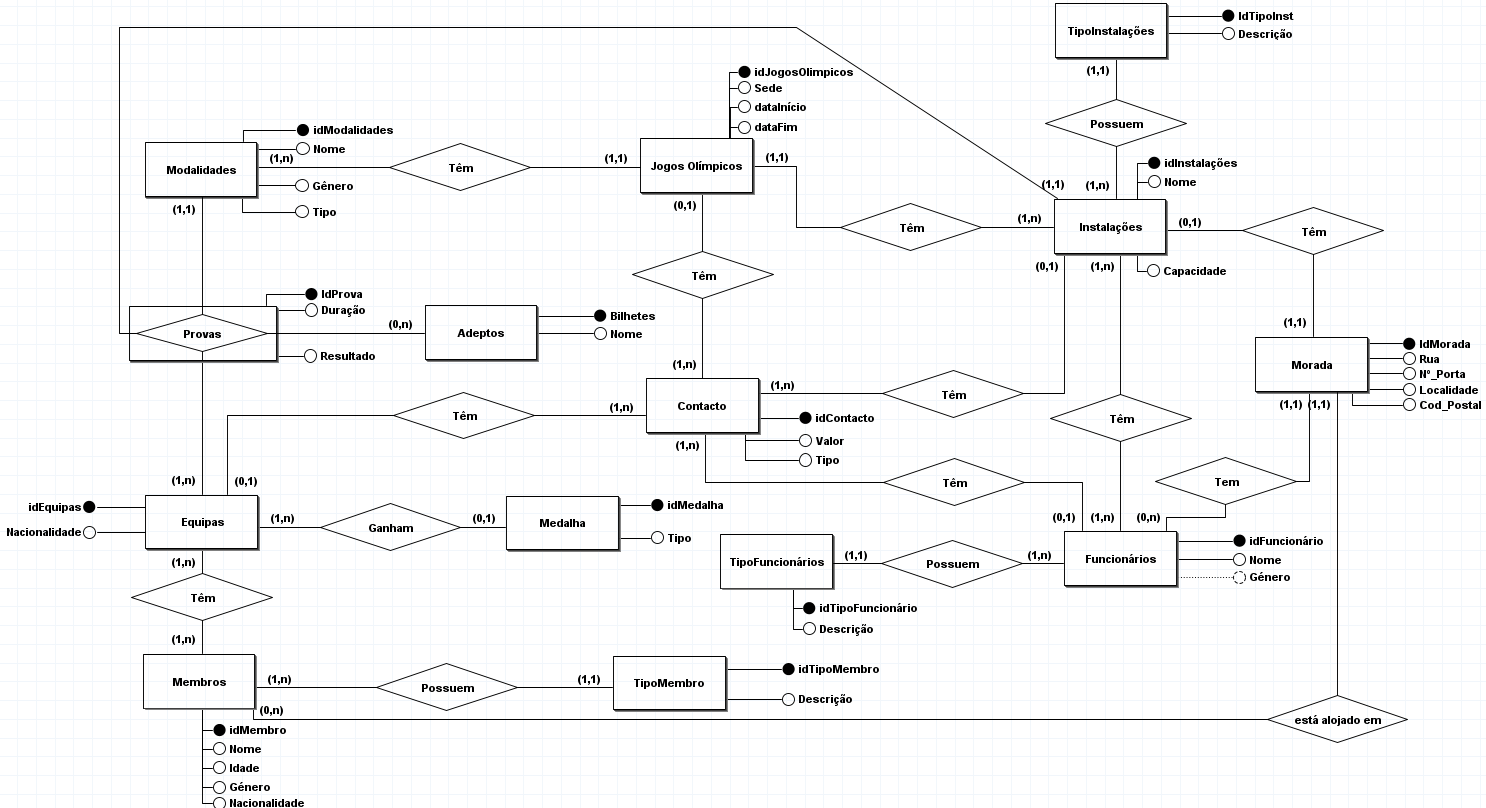 TipoInstalações
IdTipoInst
Descrição
(1,1)
Possuem
idJogosOlimpicos
Sede
dataInício
dataFim
Jogos Olímpicos
idModalidades
Nome
Gênero
Tipo
Modalidades
(1,n)
Têm
(1,1)
(1,1)
(1,1)
(1,n)
idInstalações
Nome
Instalações
Capacidade
(1,1)
(0,1)
Têm
(1,n)
(0,1)
Têm
Têm
(0,1)
(1,n)
IdProva
Duração
Provas
Resultado
(0,n)
Adeptos
Bilhetes
Nome
(1,1)
Morada
IdMorada
Rua
Nº_Porta
Localidade
Cod_Postal
(1,1)
(1,1)
(1,n)
Contacto
(1,n)
Têm
idContacto
Valor
Tipo
(1,n)
Têm
(1,n)
Têm
Têm
Tem
(1,n)
(0,1)
idEquipas
Nacionalidade
Equipas
(1,n)
Ganham
(0,1)
Medalha
idMedalha
Tipo
(0,1)
(1,n)
(0,n)
Funcionários
idFuncionário
Nome
Género
TipoFuncionários
(1,1)
Possuem
(1,n)
idTipoFuncionário
Descrição
(1,n)
Têm
(1,n)
Membros
(1,n)
Possuem
(1,1)
TipoMembro
idTipoMembro
Descrição
(0,n)
está alojado em
idMembro
Nome
Idade
Género
Nacionalidade